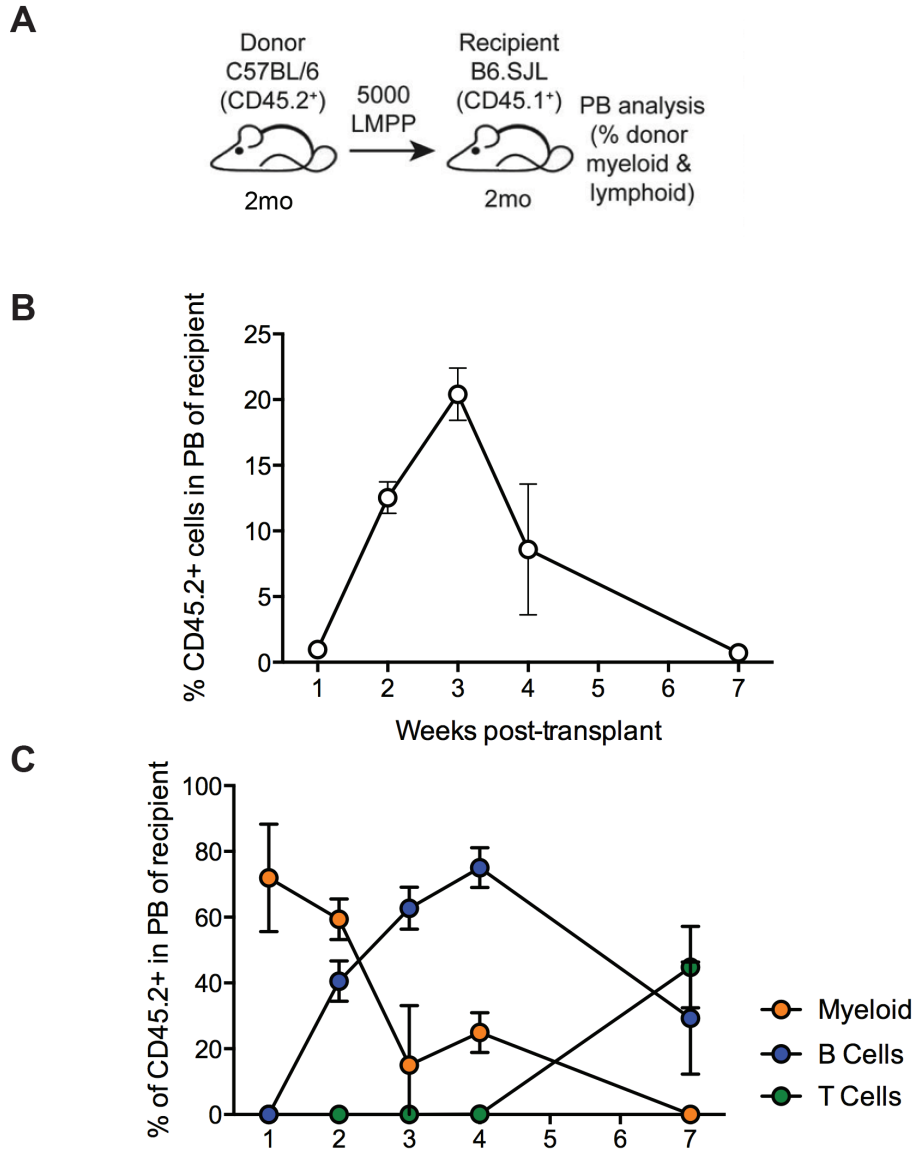 A
Donor
C57BL/6
(CD45.2⁺)
2mo
5000
LMPP
Recipient
B6.SJL
(CD45.1⁺)
2mo
PB analysis
(% donor
myeloid &
lymphoid)
B
% CD45.2+ cells in PB of recipient
25
20
15
10
5
0
1 2 3 4 5 6 7
Weeks post-transplant
C
% of CD45.2+ in PB of recipient
100
80
60
40
20
0
1 2 3 4 5 6 7
Myeloid
B Cells
T Cells